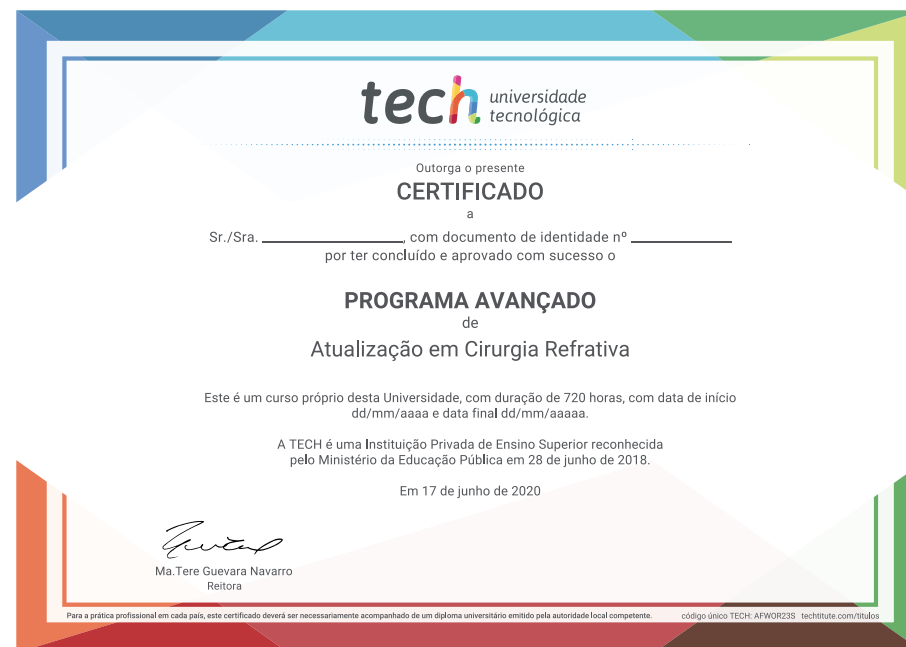 tech universidade
tecnológica
Outorga o presente
CERTIFICADO
a
Sr./Sra. ____________, com documento de identidade nº ____________
por ter concluído e aprovado com sucesso o
PROGRAMA AVANÇADO
de
Atualização em Cirurgia Refrativa
Este é um curso próprio desta Universidade, com duração de 720 horas, com data de início
dd/mm/aaaa e data final dd/mm/aaaaa.
A TECH é uma Instituição Privada de Ensino Superior reconhecida
pelo Ministério da Educação Pública em 28 de junho de 2018.
Em 17 de junho de 2020
Ma.Tere Guevara Navarro
Reitora
Para a prática profissional em cada país, este certificado deverá ser necessariamente acompanhado de um diploma universitário emitido pela autoridade local competente. código único TECH: AFWOR23S techtitute.com/titulos